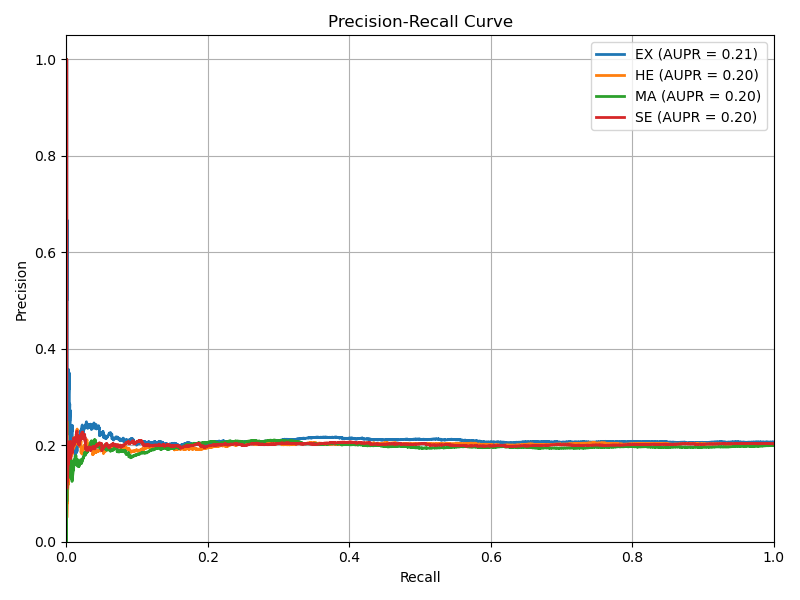 Precision-Recall Curve
EX (AUPR = 0.21)
HE (AUPR = 0.20)
MA (AUPR = 0.20)
SE (AUPR = 0.20)
Precision
1.0
0.8
0.6
0.4
0.2
0.0
0.0 0.2 0.4 0.6 0.8 1.0
Recall